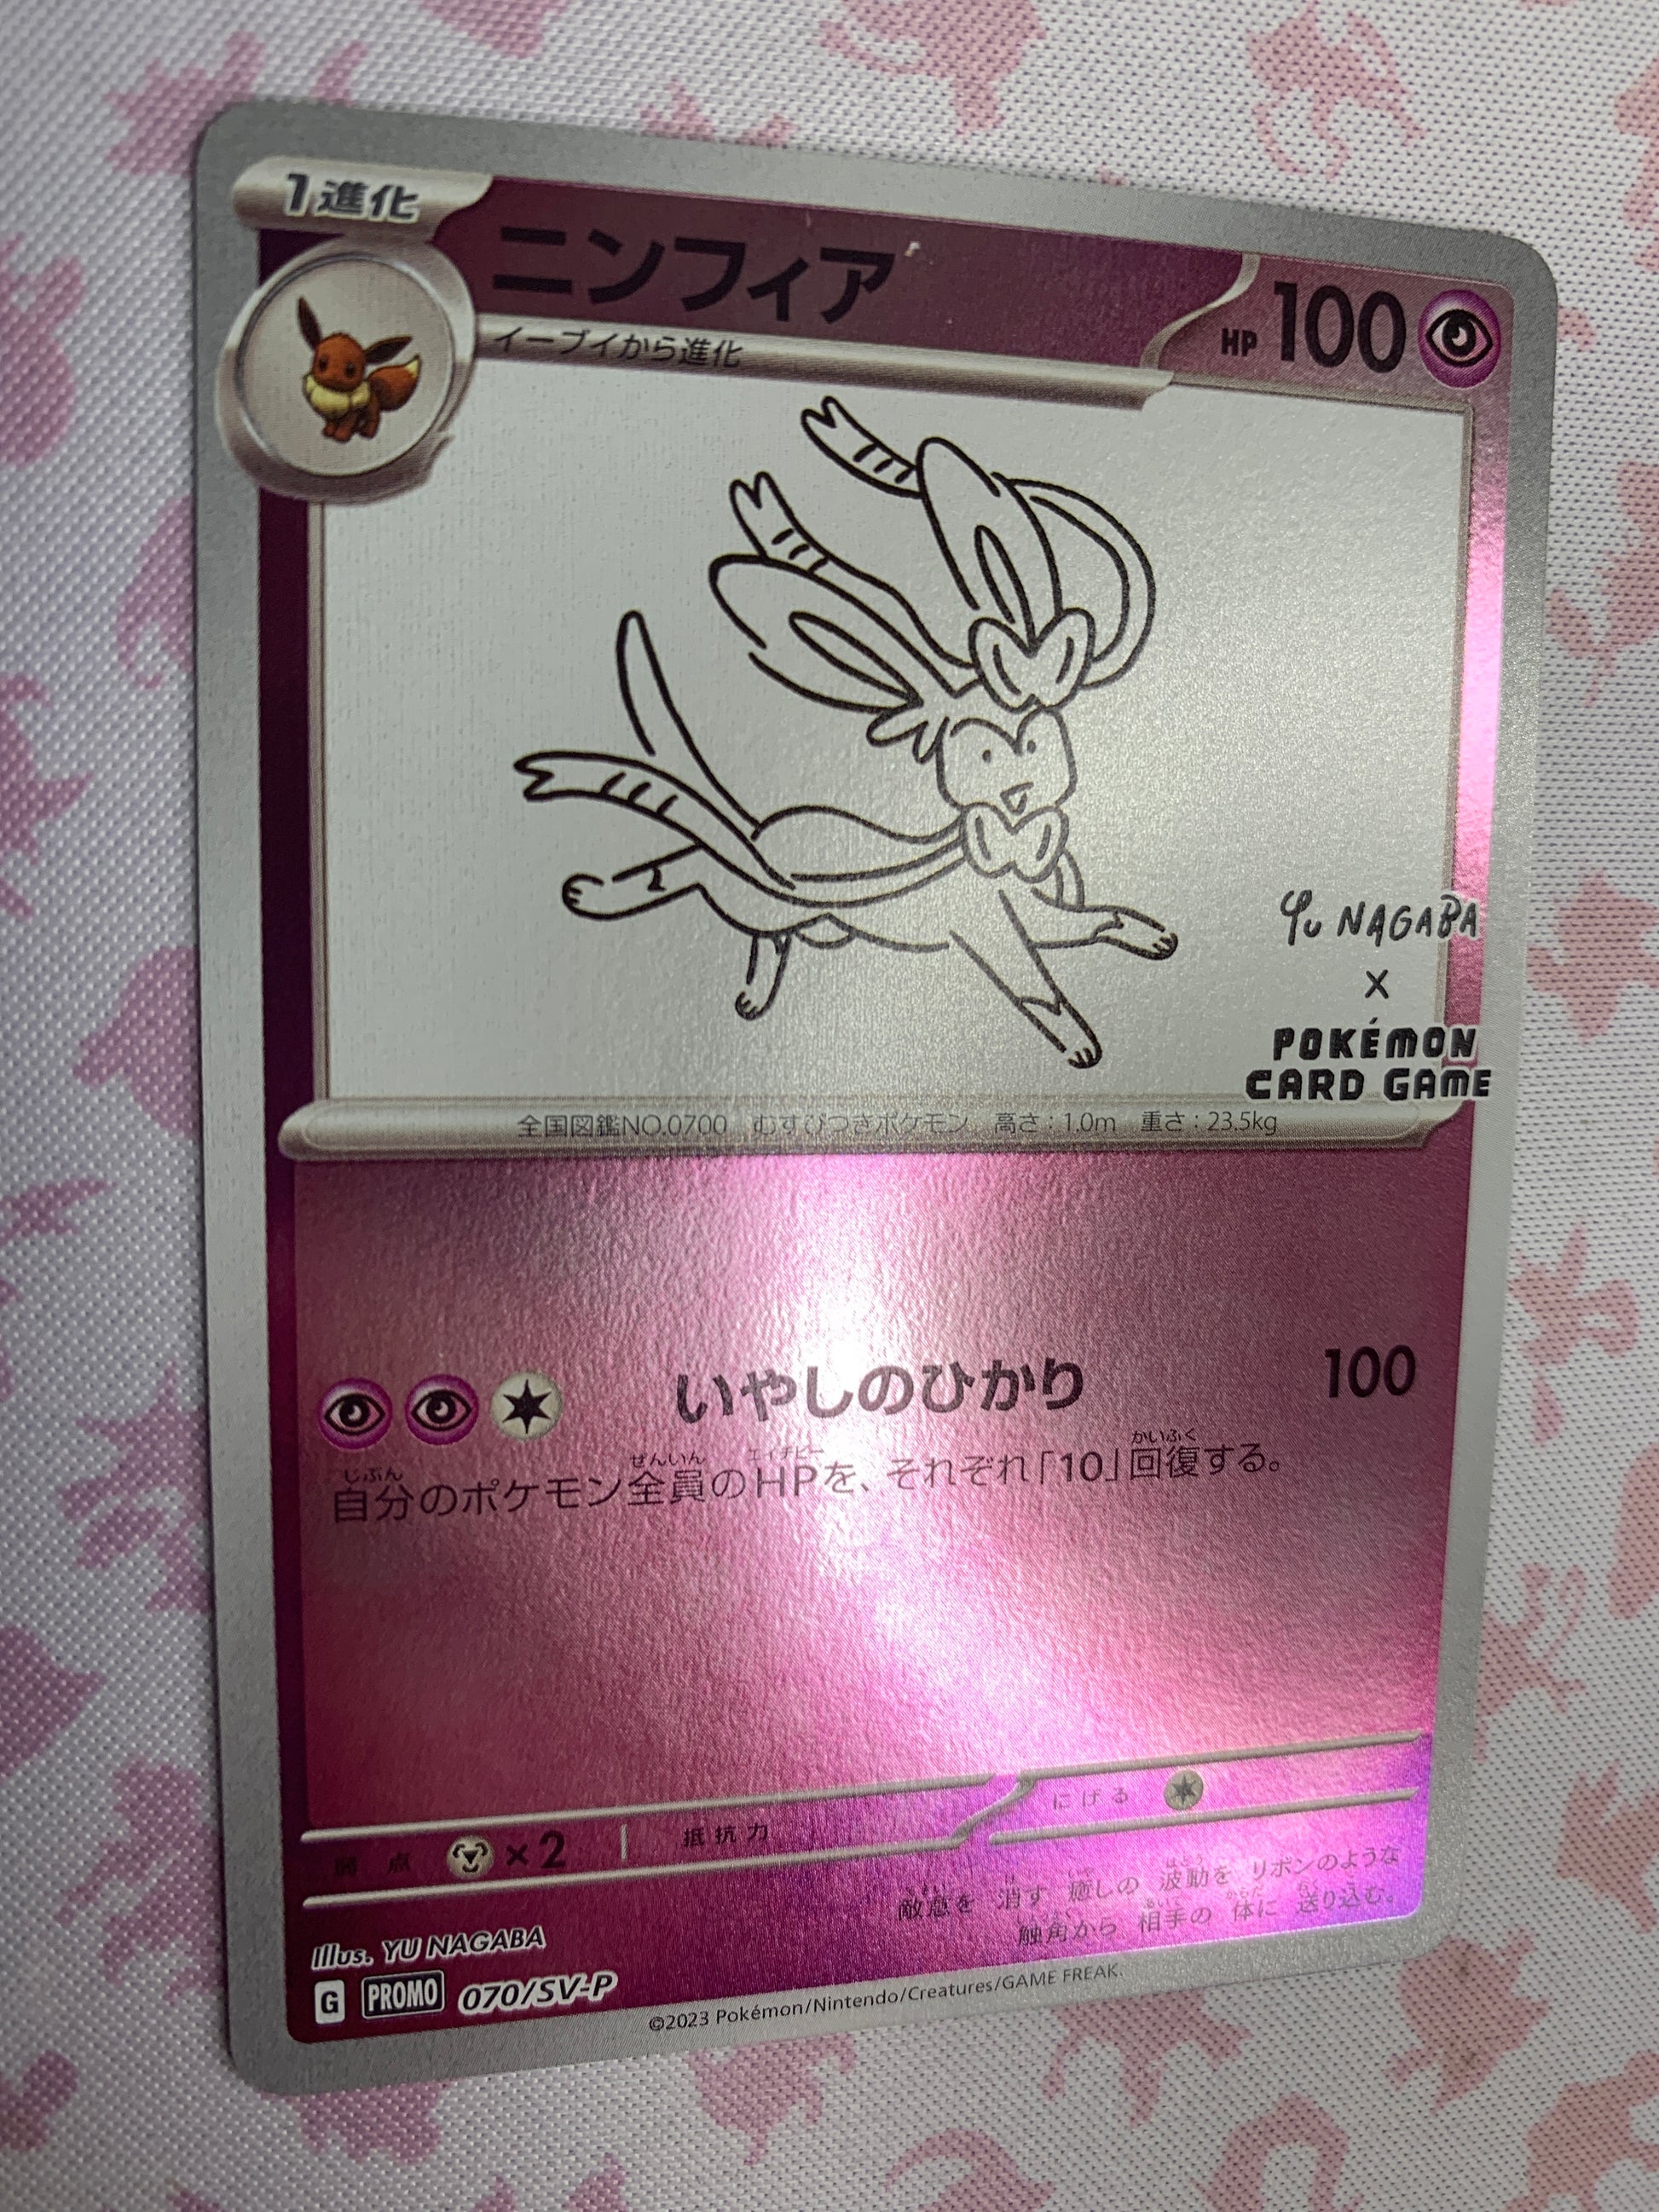 1進化
ニンフィア
HP 100
イーブイから進化
Yu NAGABA
×
POKÉMON
CARD GAME
全国図鑑NO.0700 むすびつきポケモン 高さ:1.0m 重さ:23.5kg
いやしのひかり 100
じぶん ぜんいん エイチピー かいふく
自分のポケモン全員のHPを、それぞれ「10」回復する。
弱点 ×2 抵抗力 にげる
敵意を 消す 癒しの 波動を リボンのような
触角から 相手の 体に 送り込む。
Illus. YU NAGABA
G PROMO 070/SV-P
©2023 Pokémon/Nintendo/Creatures/GAME FREAK.